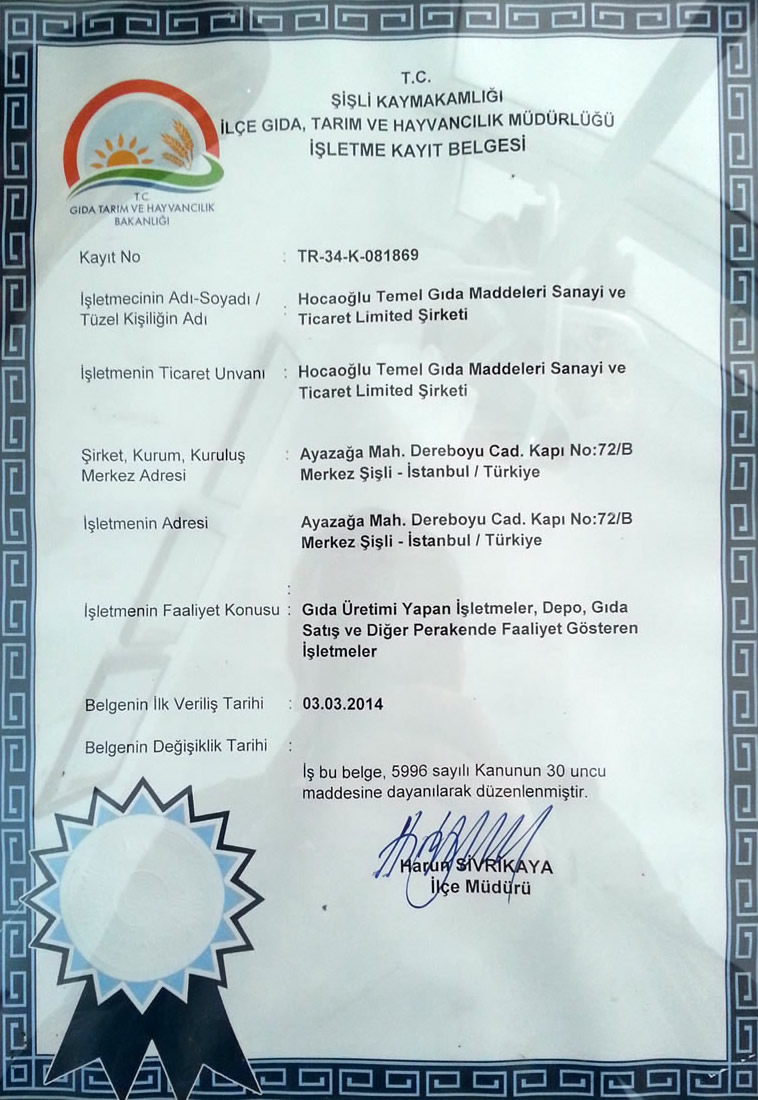 T.C.
ŞİŞLİ KAYMAKAMLIĞI
İLÇE GIDA, TARIM VE HAYVANCILIK MÜDÜRLÜĞÜ
İŞLETME KAYIT BELGESİ
T.C.
GIDA TARIM VE HAYVANCILIK
BAKANLIĞI
Kayıt No : TR-34-K-081869
İşletmecinin Adı-Soyadı / : Hocaoğlu Temel Gıda Maddeleri Sanayi ve
Tüzel Kişiliğin Adı Ticaret Limited Şirketi
İşletmenin Ticaret Unvanı : Hocaoğlu Temel Gıda Maddeleri Sanayi ve
Ticaret Limited Şirketi
Şirket, Kurum, Kuruluş : Ayazağa Mah. Dereboyu Cad. Kapı No:72/B
Merkez Adresi Merkez Şişli - İstanbul / Türkiye
İşletmenin Adresi Ayazağa Mah. Dereboyu Cad. Kapı No:72/B
Merkez Şişli - İstanbul / Türkiye
:
İşletmenin Faaliyet Konusu : Gıda Üretimi Yapan İşletmeler, Depo, Gıda
Satış ve Diğer Perakende Faaliyet Gösteren
İşletmeler
Belgenin İlk Veriliş Tarihi : 03.03.2014
Belgenin Değişiklik Tarihi :
İş bu belge, 5996 sayılı Kanunun 30 uncu
maddesine dayanılarak düzenlenmiştir.
Harun SİVRİKAYA
İlçe Müdürü